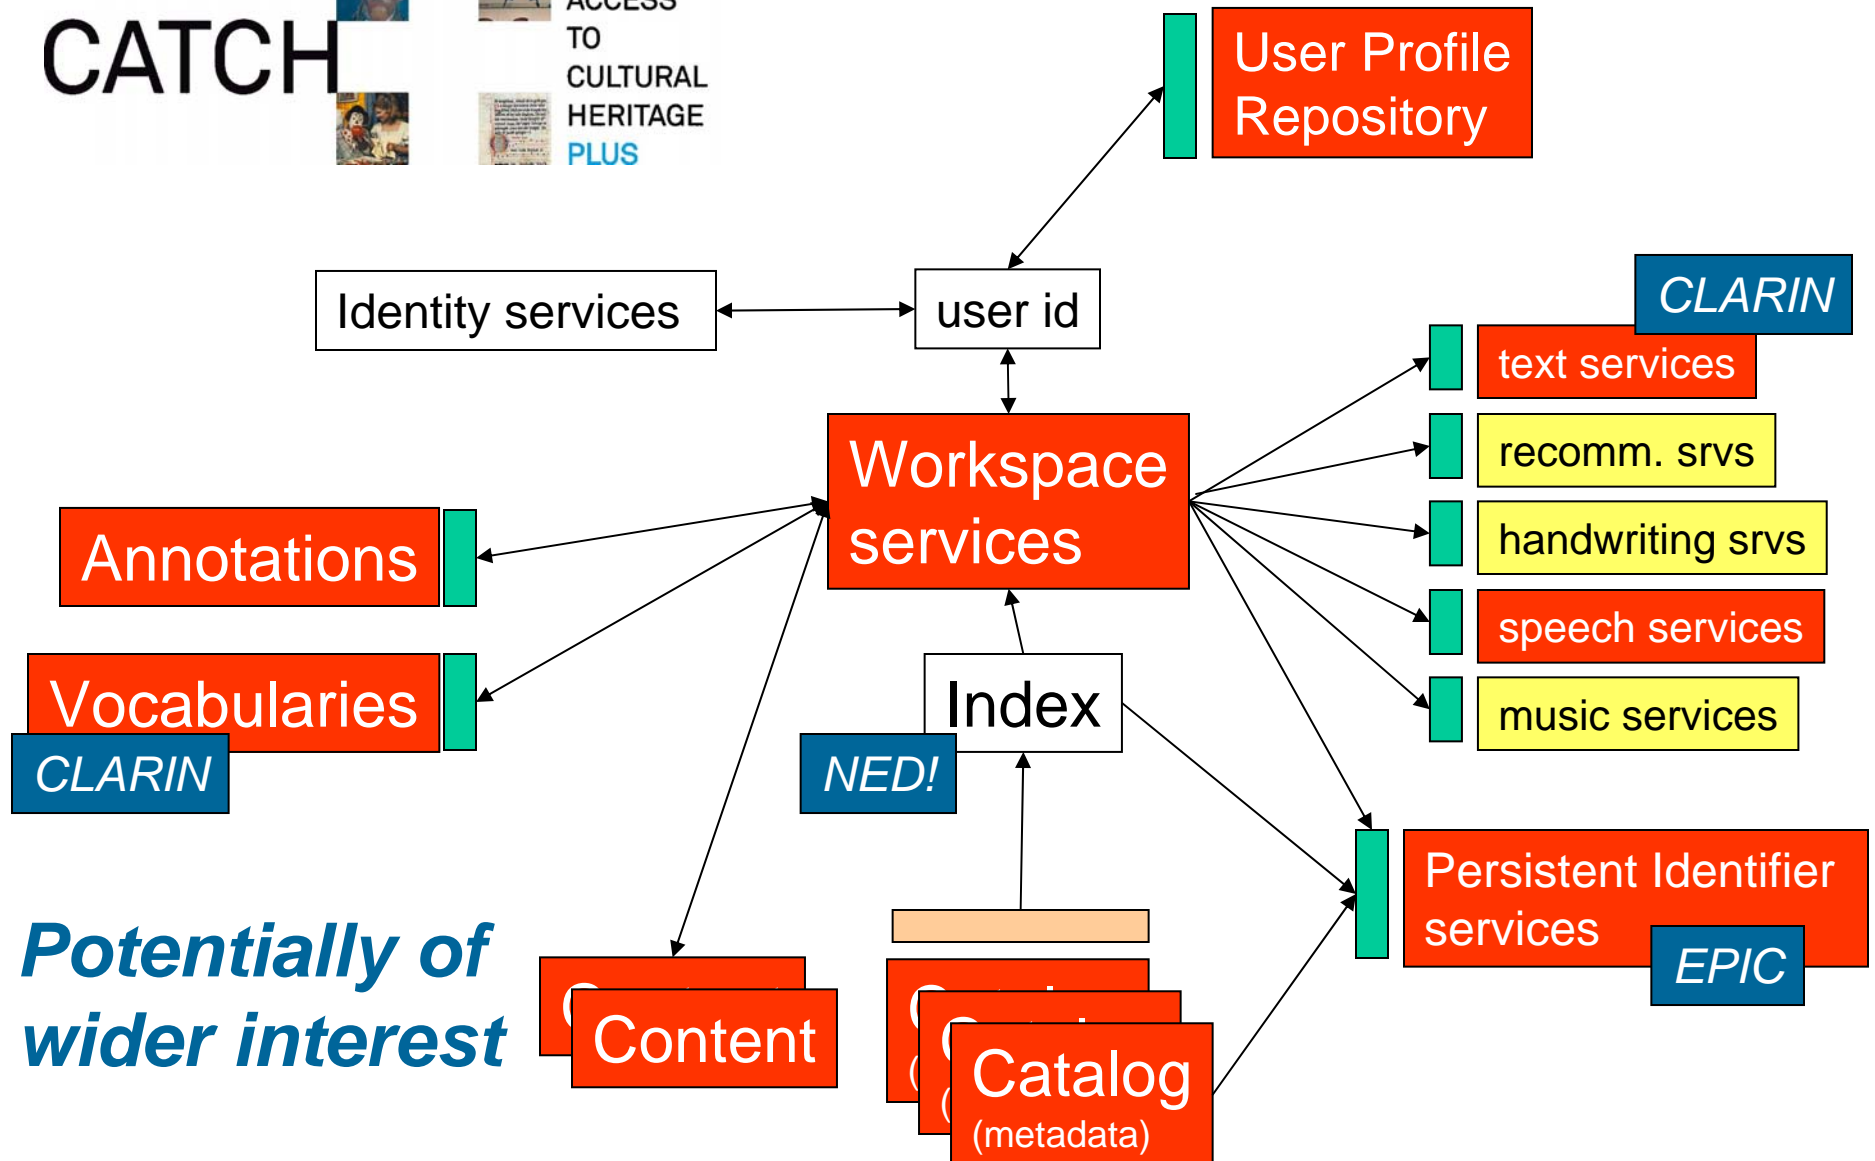 CATCH
ACCESS
TO
CULTURAL
HERITAGE
PLUS
User Profile
Repository
Identity services
user id
CLARIN
text services
recomm. srvs
handwriting srvs
speech services
music services
Workspace
services
Annotations
Vocabularies
CLARIN
Index
NED!
Persistent Identifier
services
EPIC
Potentially of
wider interest
Content
Catalog
(metadata)